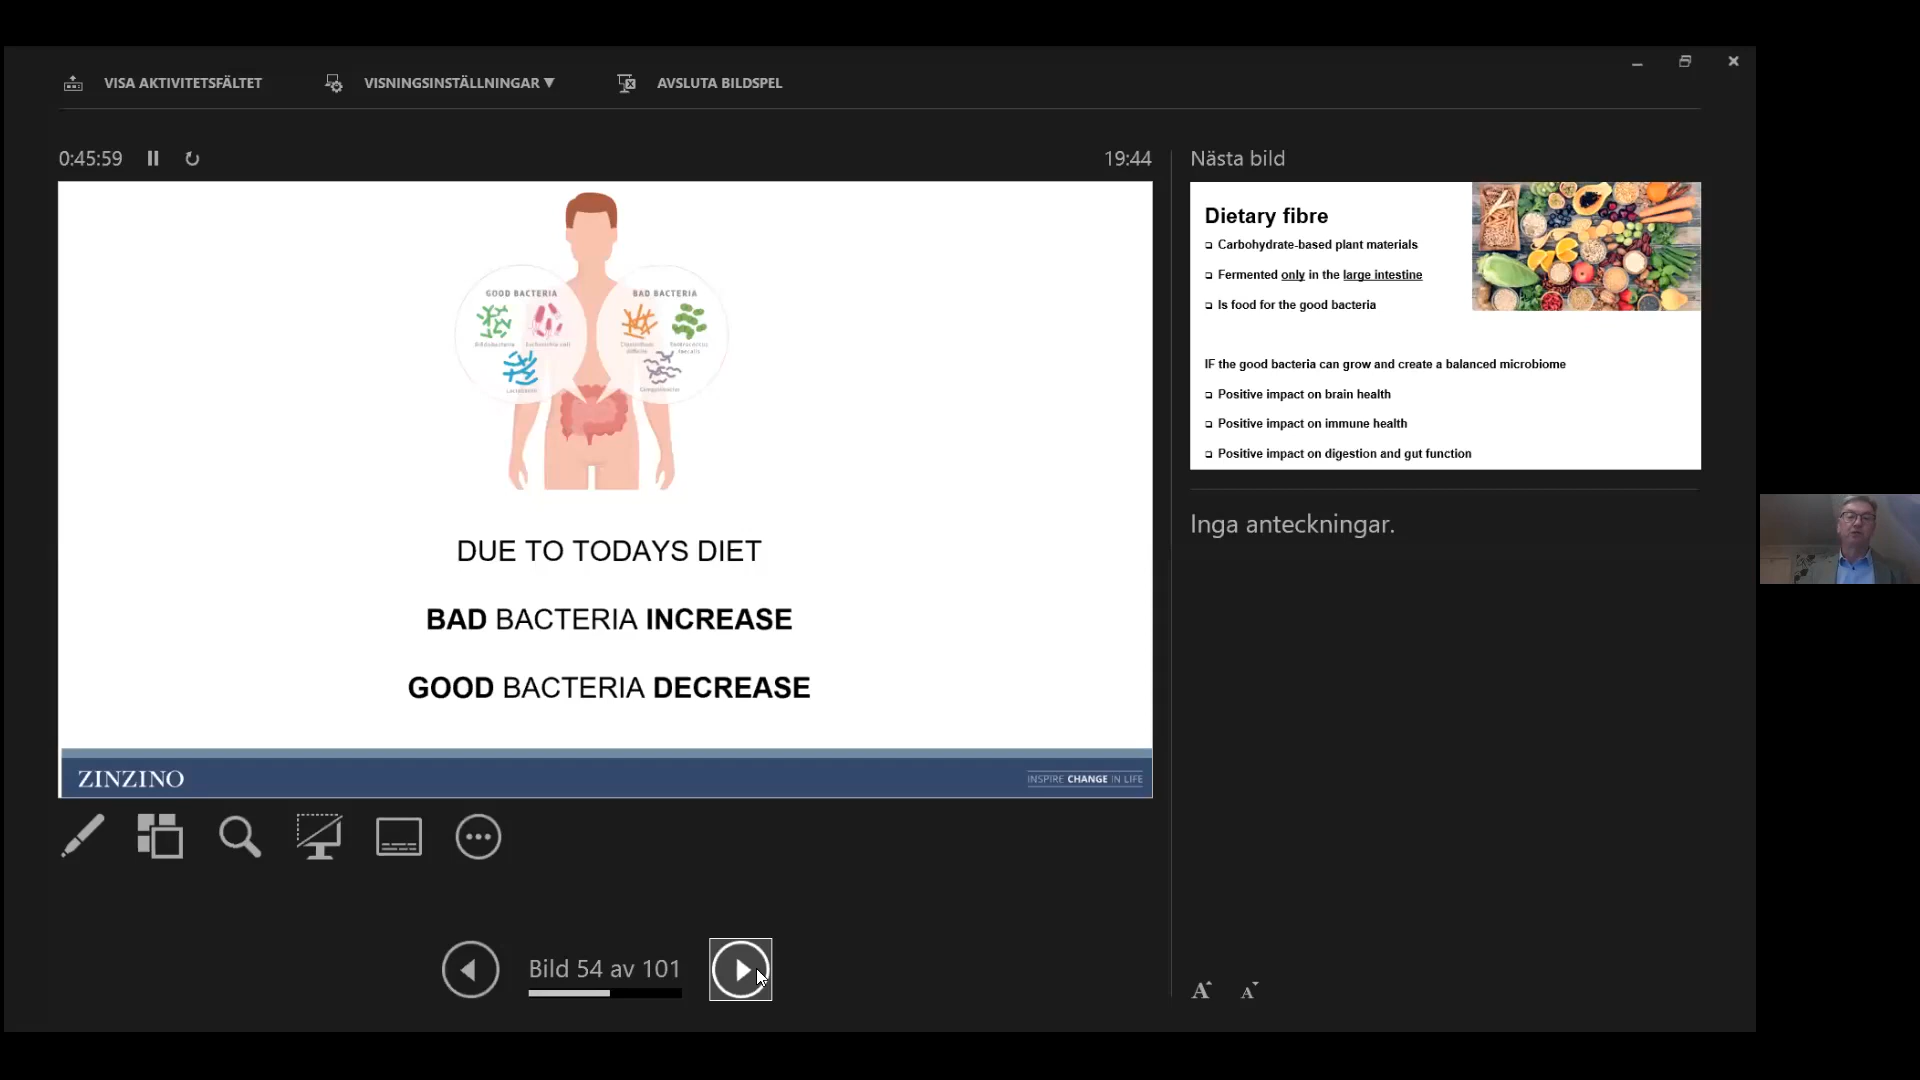 VISA AKTIVITETSFÄLTET
VISNINGSINSTÄLLNINGAR ▼
AVSLUTA BILDSPEL
0:45:59
19:44
GOOD BACTERIA
BAD BACTERIA
DUE TO TODAYS DIET
BAD BACTERIA INCREASE
GOOD BACTERIA DECREASE
ZINZINO
INSPIRE CHANGE IN LIFE
Bild 54 av 101
Nästa bild
Dietary fibre
Carbohydrate-based plant materials
Fermented only in the large intestine
Is food for the good bacteria
IF the good bacteria can grow and create a balanced microbiome
Positive impact on brain health
Positive impact on immune health
Positive impact on digestion and gut function
Inga anteckningar.
A A